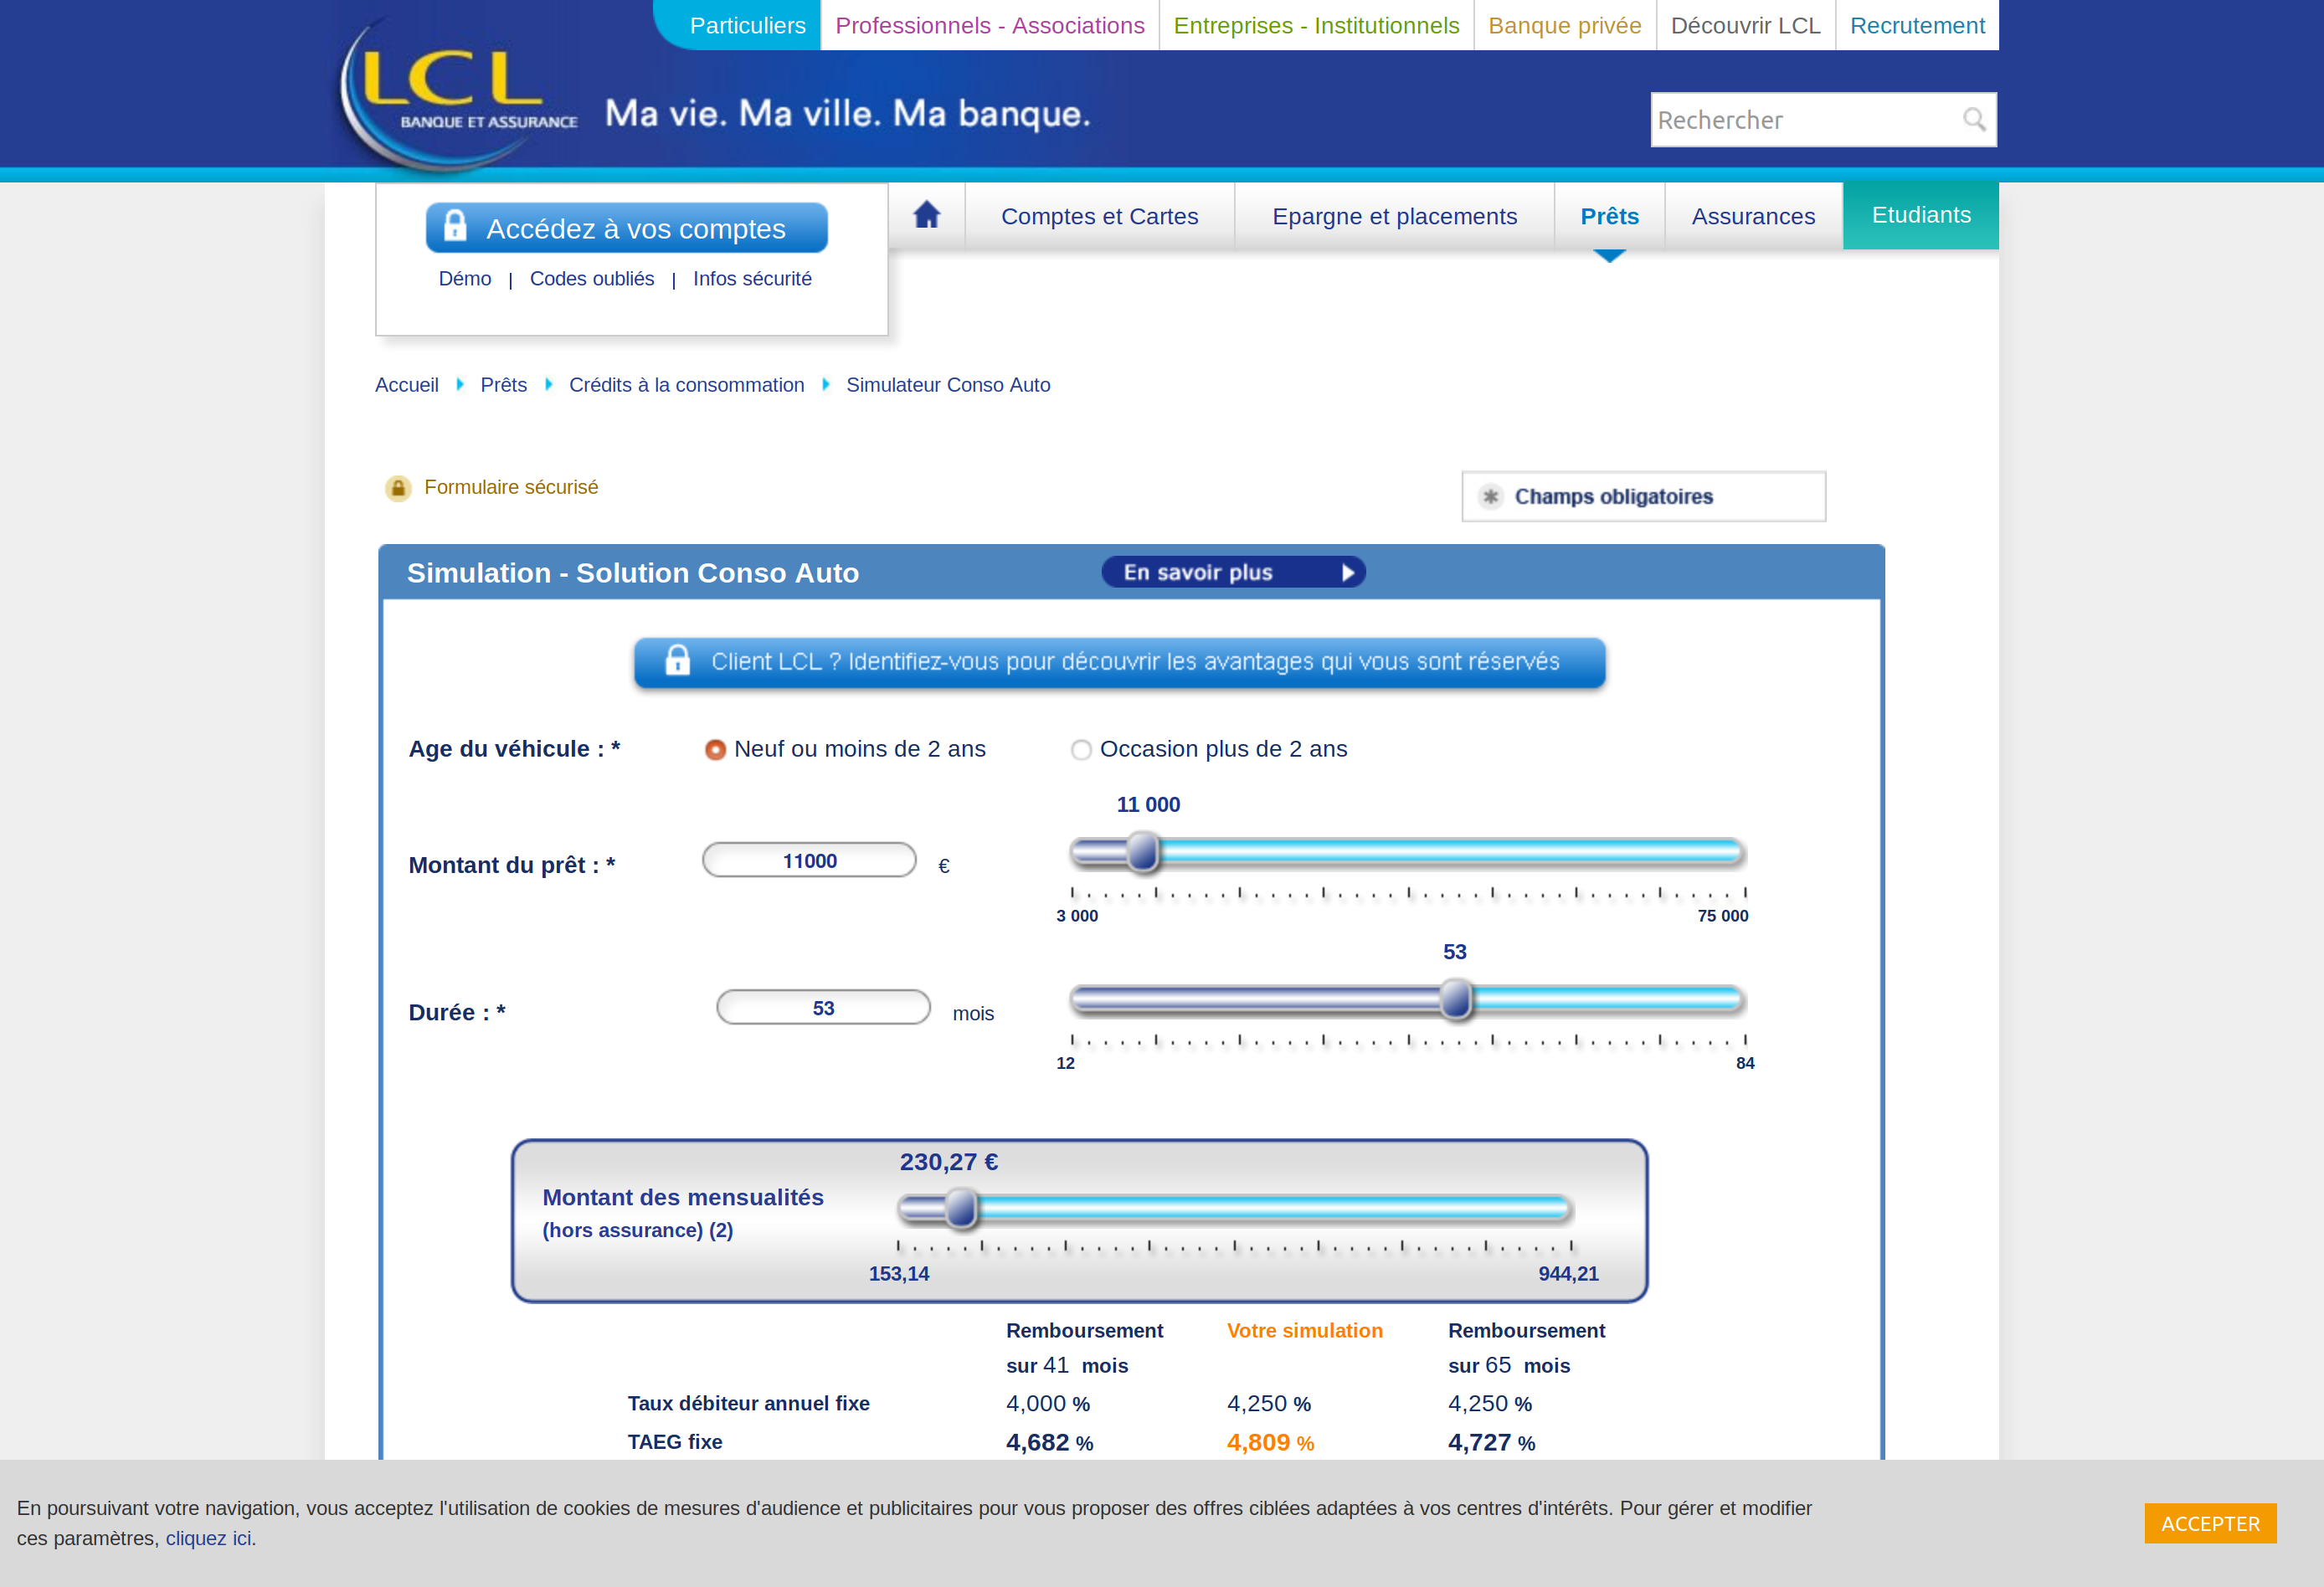 Particuliers Professionnels - Associations Entreprises - Institutionnels Banque privée Découvrir LCL Recrutement
LCL
BANQUE ET ASSURANCE
Ma vie. Ma ville. Ma banque.
Rechercher
Accédez à vos comptes
Démo | Codes oubliés | Infos sécurité
Comptes et Cartes Epargne et placements Prêts Assurances Etudiants
Accueil Prêts Crédits à la consommation Simulateur Conso Auto
Formulaire sécurisé
* Champs obligatoires
Simulation - Solution Conso Auto En savoir plus
Client LCL ? Identifiez-vous pour découvrir les avantages qui vous sont réservés
Age du véhicule : * Neuf ou moins de 2 ans Occasion plus de 2 ans
11 000
Montant du prêt : * 11000 €
3 000 75 000
53
Durée : * 53 mois
12 84
230,27 €
Montant des mensualités
(hors assurance) (2)
153,14 944,21
Remboursement Votre simulation Remboursement
sur 41 mois sur 65 mois
Taux débiteur annuel fixe 4,000 % 4,250 % 4,250 %
TAEG fixe 4,682 % 4,809 % 4,727 %
En poursuivant votre navigation, vous acceptez l'utilisation de cookies de mesures d'audience et publicitaires pour vous proposer des offres ciblées adaptées à vos centres d'intérêts. Pour gérer et modifier
ces paramètres, cliquez ici.
ACCEPTER